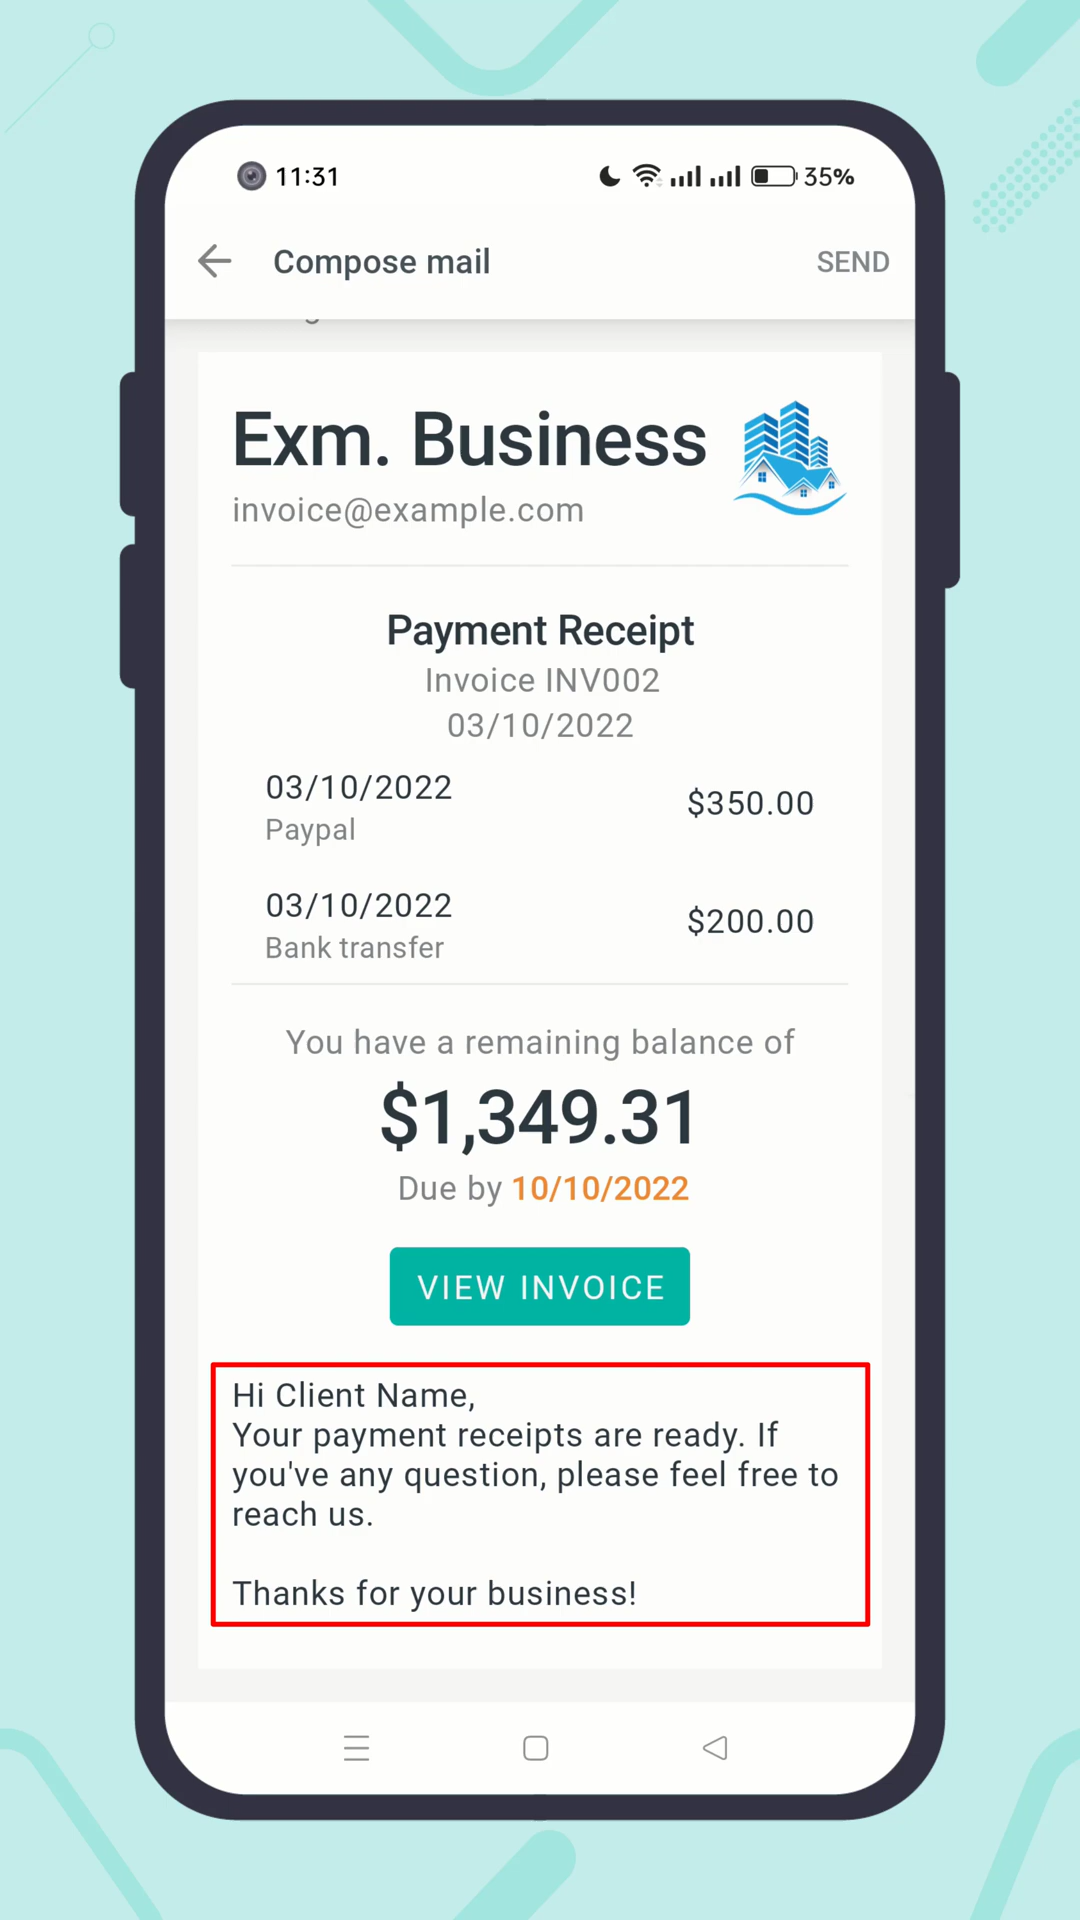 11:31
35%
Compose mail
SEND
Exm. Business
invoice@example.com
Payment Receipt
Invoice INV002
03/10/2022
03/10/2022
$350.00
Paypal
03/10/2022
$200.00
Bank transfer
You have a remaining balance of
$1,349.31
Due by 10/10/2022
VIEW INVOICE
Hi Client Name,
Your payment receipts are ready. If
you've any question, please feel free to
reach us.
Thanks for your business!